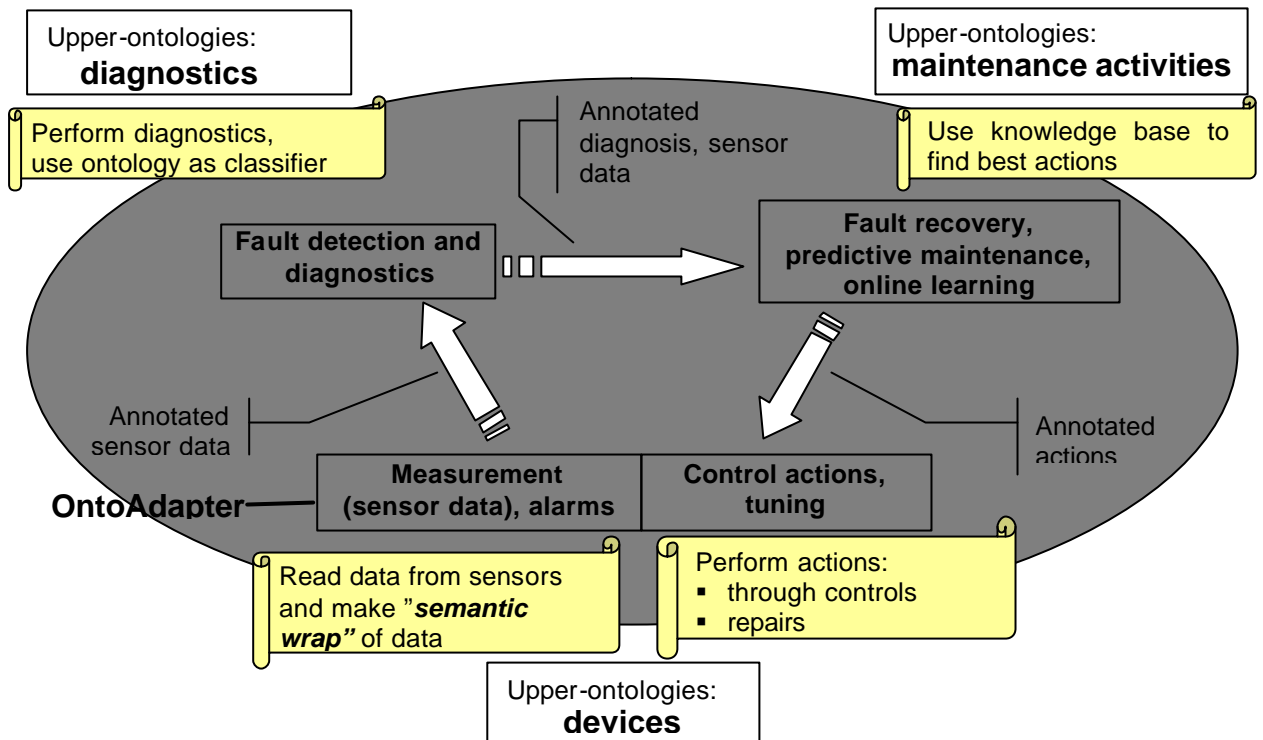 Upper-ontologies:
diagnostics
Upper-ontologies:
maintenance activities
Perform diagnostics,
use ontology as classifier
Annotated
diagnosis, sensor
data
Use knowledge base to
find best actions
Fault detection and
diagnostics
Fault recovery,
predictive maintenance,
online learning
Annotated
sensor data
Annotated
actions
OntoAdapter
Measurement
(sensor data), alarms
Control actions,
tuning
Read data from sensors
and make ”semantic
wrap” of data
Perform actions:
▪ through controls
▪ repairs
Upper-ontologies:
devices